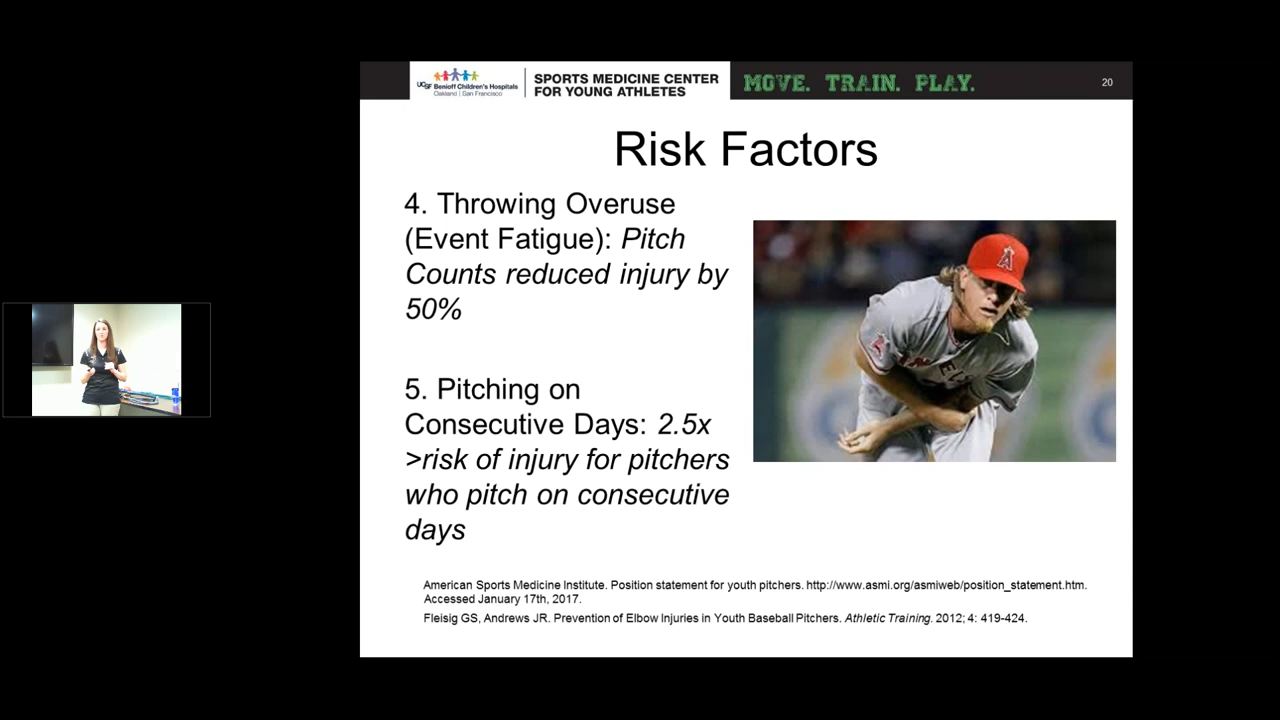 UCSF Benioff Children's Hospitals
Oakland | San Francisco
SPORTS MEDICINE CENTER
FOR YOUNG ATHLETES
MOVE. TRAIN. PLAY.
20
Risk Factors
4. Throwing Overuse
(Event Fatigue): Pitch
Counts reduced injury by
50%
5. Pitching on
Consecutive Days: 2.5x
>risk of injury for pitchers
who pitch on consecutive
days
A
ANGELS
American Sports Medicine Institute. Position statement for youth pitchers. http://www.asmi.org/asmiweb/position_statement.htm.
Accessed January 17th, 2017.
Fleisig GS, Andrews JR. Prevention of Elbow Injuries in Youth Baseball Pitchers. Athletic Training. 2012; 4: 419-424.